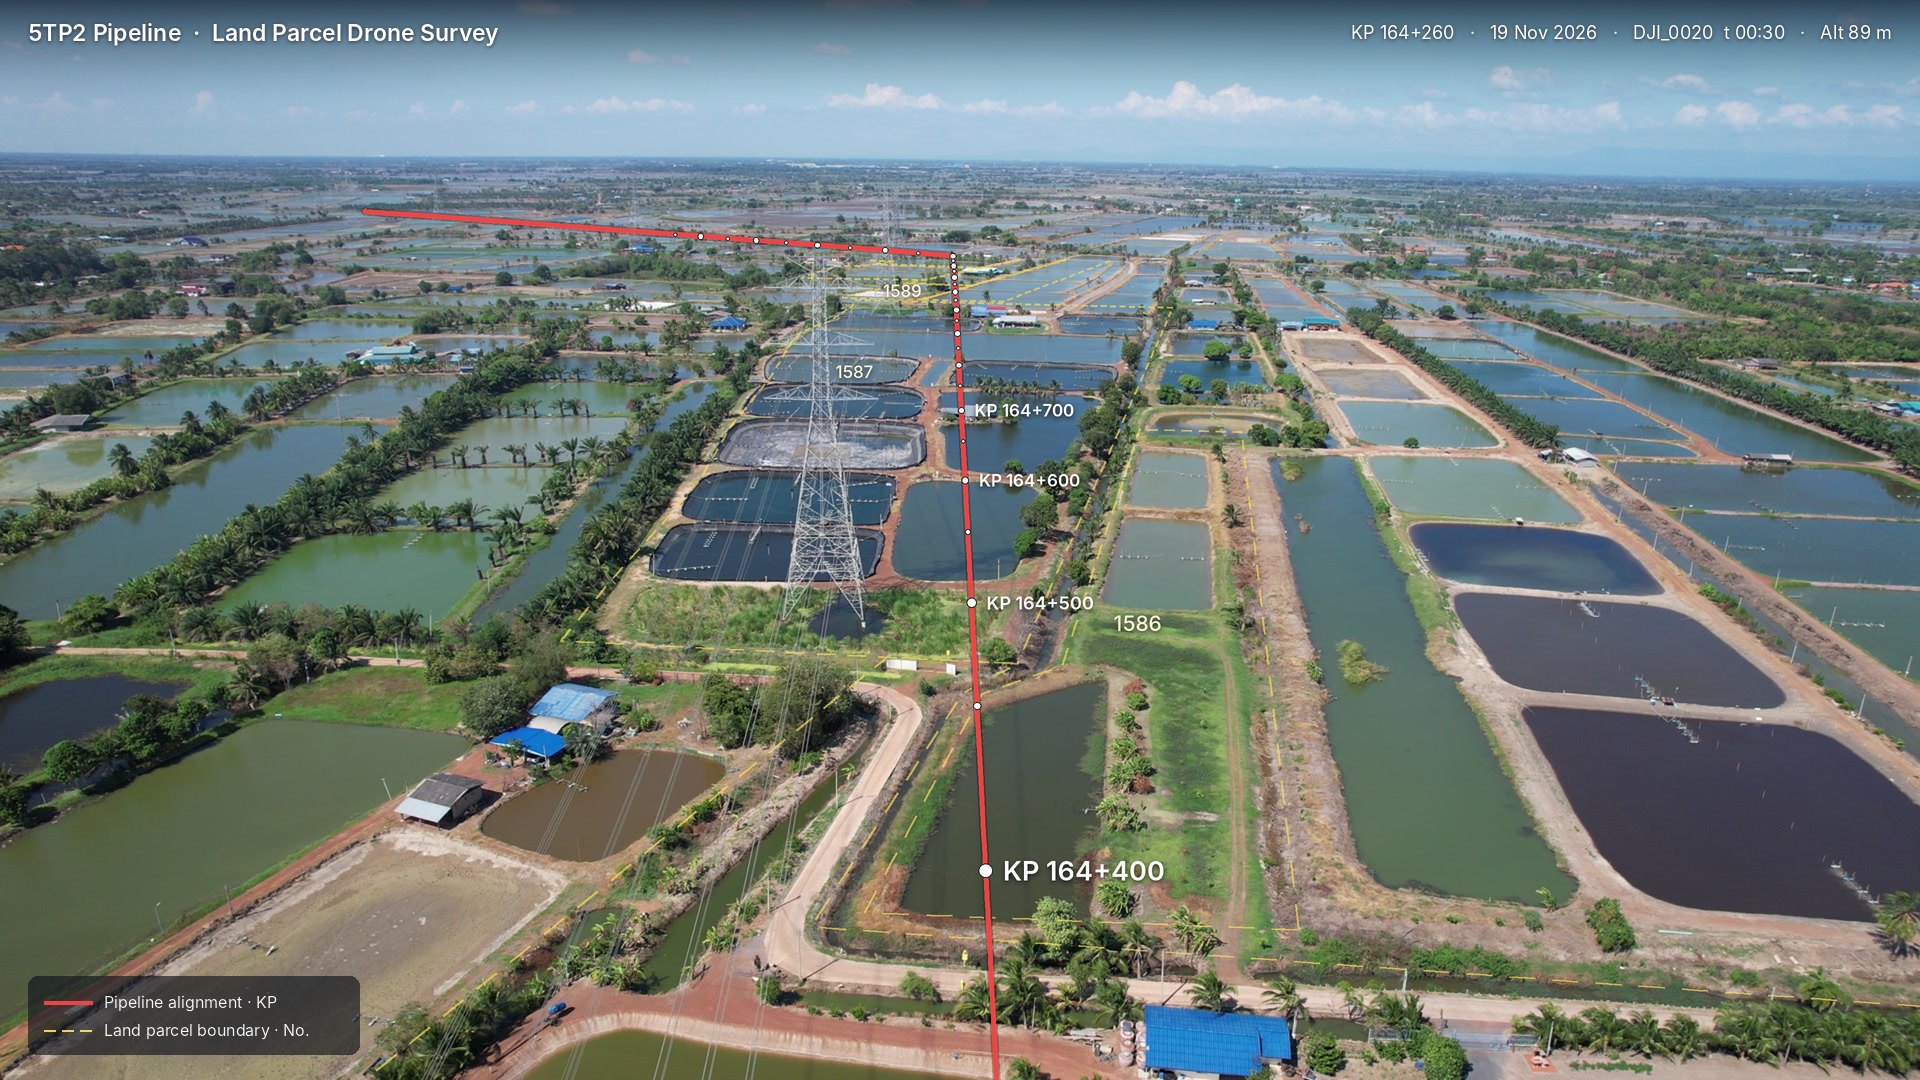 5TP2 Pipeline · Land Parcel Drone Survey
KP 164+260 · 19 Nov 2026 · DJI_0020 t 00:30 · Alt 89 m
1589
1587
KP 164+700
KP 164+600
KP 164+500
1586
KP 164+400
Pipeline alignment · KP
Land parcel boundary · No.